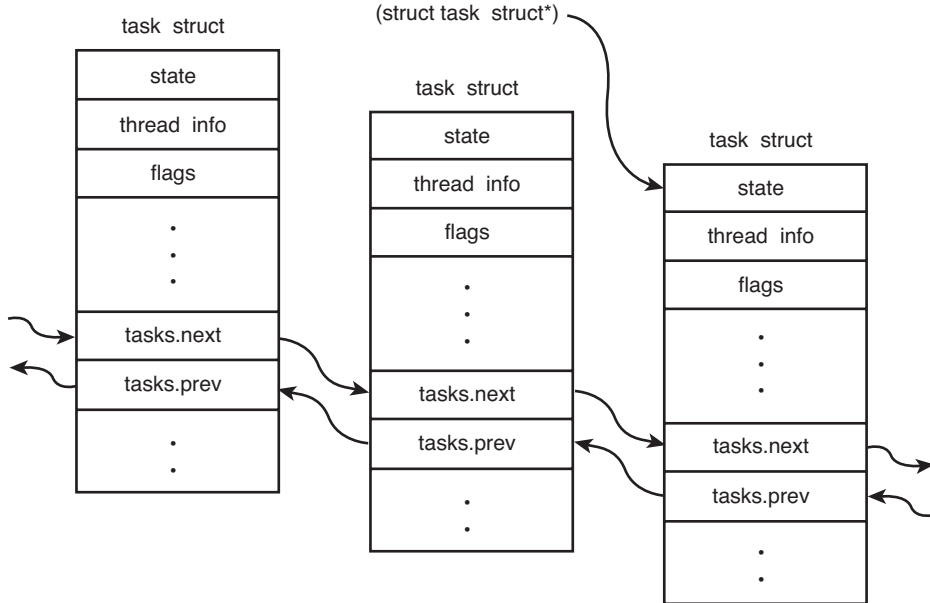 (struct task struct*)
task struct
state
thread info
flags
.
.
.
tasks.next
tasks.prev
.
.
task struct
state
thread info
flags
.
.
.
tasks.next
tasks.prev
.
.
task struct
state
thread info
flags
.
.
.
tasks.next
tasks.prev
.
.